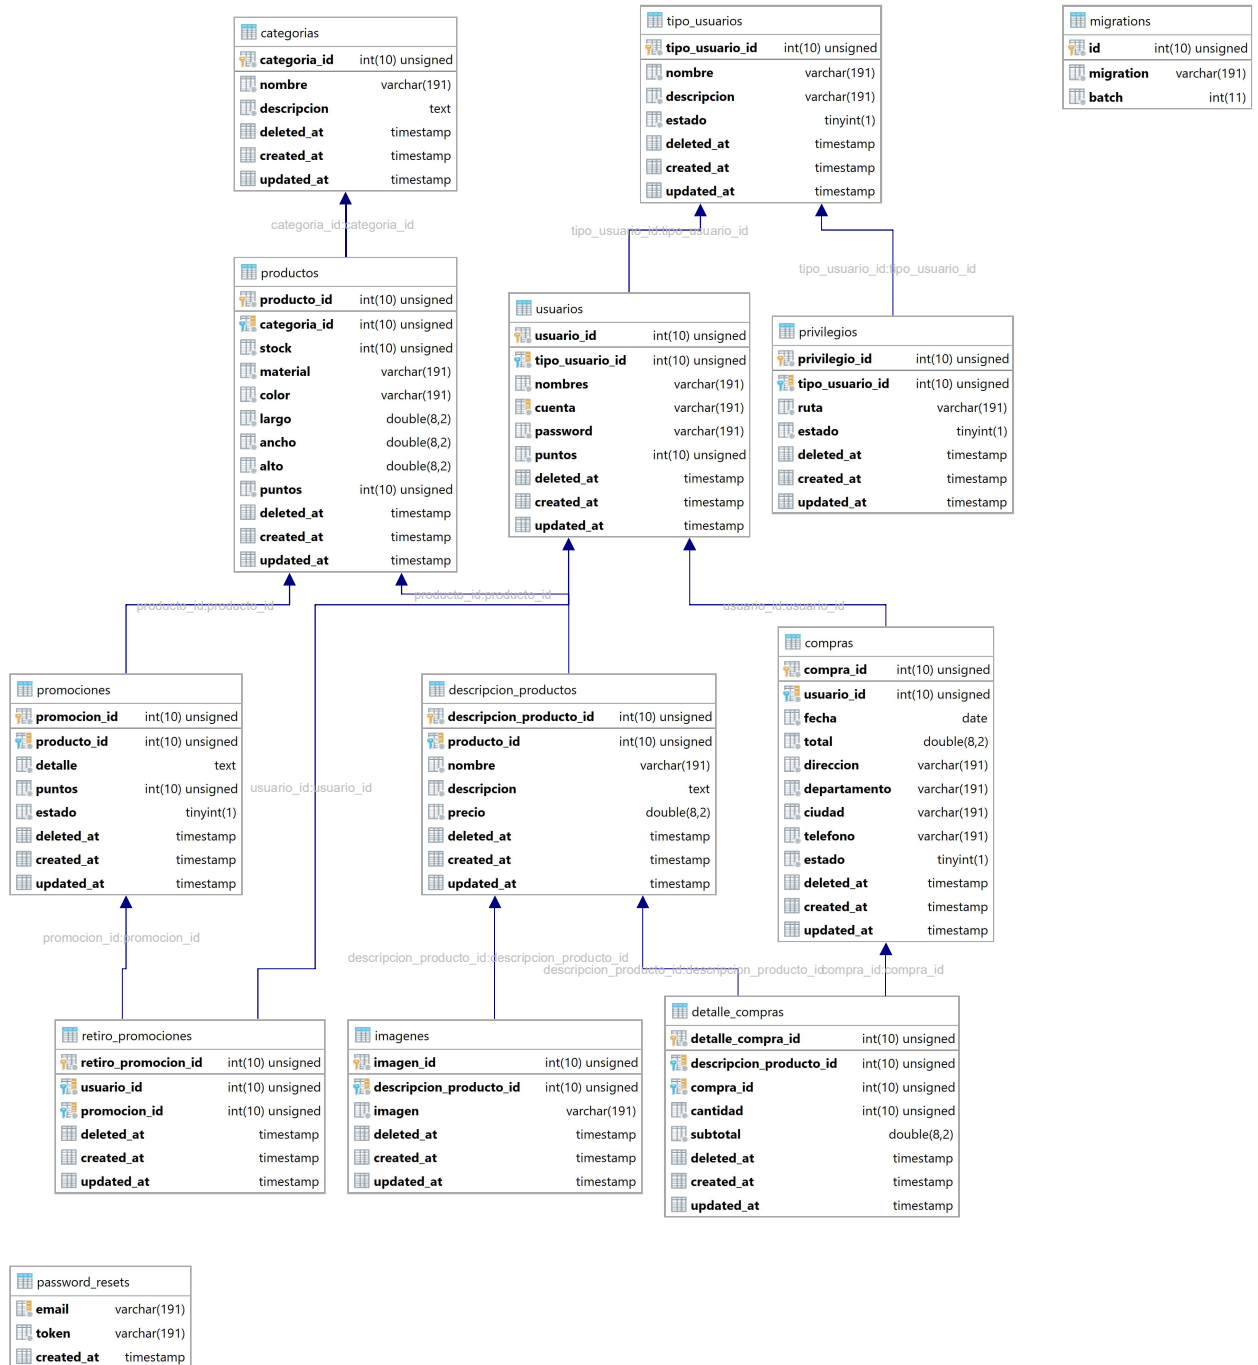 categorias
categoria_id int(10) unsigned
nombre varchar(191)
descripcion text
deleted_at timestamp
created_at timestamp
updated_at timestamp
tipo_usuarios
tipo_usuario_id int(10) unsigned
nombre varchar(191)
descripcion varchar(191)
estado tinyint(1)
deleted_at timestamp
created_at timestamp
updated_at timestamp
migrations
id int(10) unsigned
migration varchar(191)
batch int(11)
categoria_id:categoria_id
tipo_usuario_id:tipo_usuario_id
tipo_usuario_id:tipo_usuario_id
productos
producto_id int(10) unsigned
categoria_id int(10) unsigned
stock int(10) unsigned
material varchar(191)
color varchar(191)
largo double(8,2)
ancho double(8,2)
alto double(8,2)
puntos int(10) unsigned
deleted_at timestamp
created_at timestamp
updated_at timestamp
usuarios
usuario_id int(10) unsigned
tipo_usuario_id int(10) unsigned
nombres varchar(191)
cuenta varchar(191)
password varchar(191)
puntos int(10) unsigned
deleted_at timestamp
created_at timestamp
updated_at timestamp
privilegios
privilegio_id int(10) unsigned
tipo_usuario_id int(10) unsigned
ruta varchar(191)
estado tinyint(1)
deleted_at timestamp
created_at timestamp
updated_at timestamp
producto_id:producto_id
producto_id:producto_id
usuario_id:usuario_id
promociones
promocion_id int(10) unsigned
producto_id int(10) unsigned
detalle text
puntos int(10) unsigned
estado tinyint(1)
deleted_at timestamp
created_at timestamp
updated_at timestamp
usuario_id:usuario_id
descripcion_productos
descripcion_producto_id int(10) unsigned
producto_id int(10) unsigned
nombre varchar(191)
descripcion text
precio double(8,2)
deleted_at timestamp
created_at timestamp
updated_at timestamp
compras
compra_id int(10) unsigned
usuario_id int(10) unsigned
fecha date
total double(8,2)
direccion varchar(191)
departamento varchar(191)
ciudad varchar(191)
telefono varchar(191)
estado tinyint(1)
deleted_at timestamp
created_at timestamp
updated_at timestamp
promocion_id:promocion_id
descripcion_producto_id:descripcion_producto_id
descripcion_producto_id:descripcion_producto_id
compra_id:compra_id
retiro_promociones
retiro_promocion_id int(10) unsigned
usuario_id int(10) unsigned
promocion_id int(10) unsigned
deleted_at timestamp
created_at timestamp
updated_at timestamp
imagenes
imagen_id int(10) unsigned
descripcion_producto_id int(10) unsigned
imagen varchar(191)
deleted_at timestamp
created_at timestamp
updated_at timestamp
detalle_compras
detalle_compra_id int(10) unsigned
descripcion_producto_id int(10) unsigned
compra_id int(10) unsigned
cantidad int(10) unsigned
subtotal double(8,2)
deleted_at timestamp
created_at timestamp
updated_at timestamp
password_resets
email varchar(191)
token varchar(191)
created_at timestamp